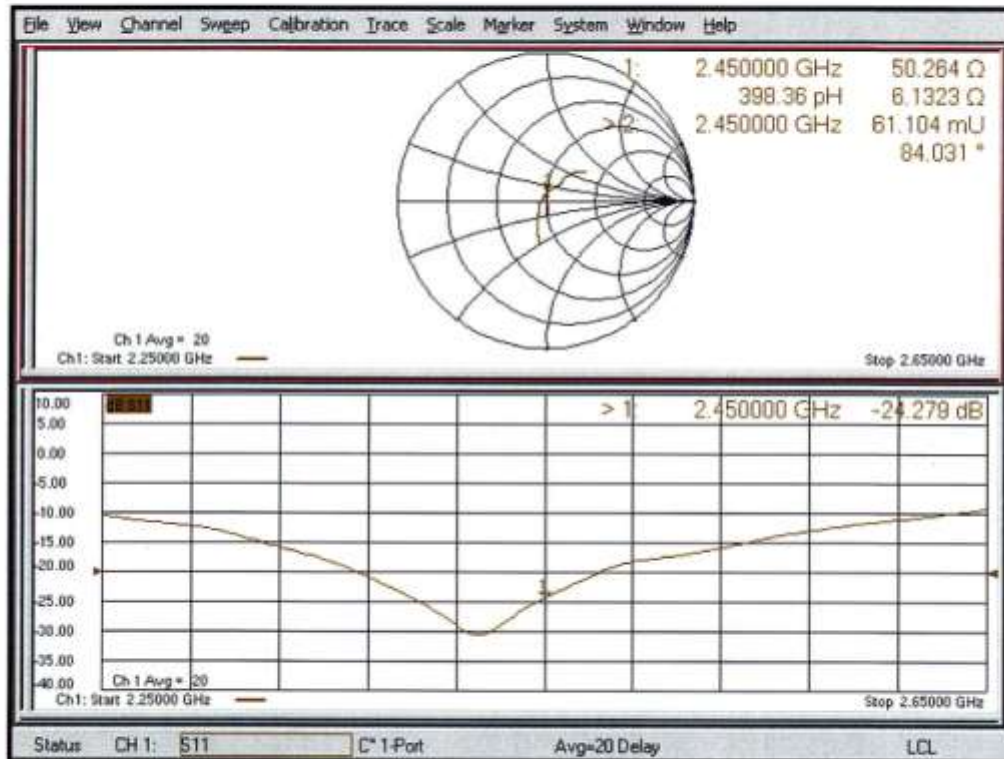 File View Channel Sweep Calibration Trace Scale Marker System Window Help
1: 2.450000 GHz 50.264 Ω
398.36 pH 6.1323 Ω
> 2: 2.450000 GHz 61.104 mU
84.031 °
Ch 1 Avg = 20
Ch1: Start 2.25000 GHz
Stop 2.65000 GHz
10.00
dB S11
> 1: 2.450000 GHz -24.279 dB
5.00
0.00
-5.00
-10.00
-15.00
-20.00
-25.00
1
-30.00
-35.00
-40.00
Ch 1 Avg = 20
Ch1: Start 2.25000 GHz
Stop 2.65000 GHz
Status CH 1: S11 C* 1-Port Avg=20 Delay LCL